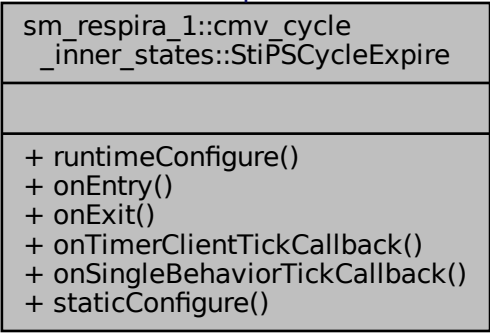 sm_respira_1::cmv_cycle
_inner_states::StiPSCycleExpire
+ runtimeConfigure()
+ onEntry()
+ onExit()
+ onTimerClientTickCallback()
+ onSingleBehaviorTickCallback()
+ staticConfigure()